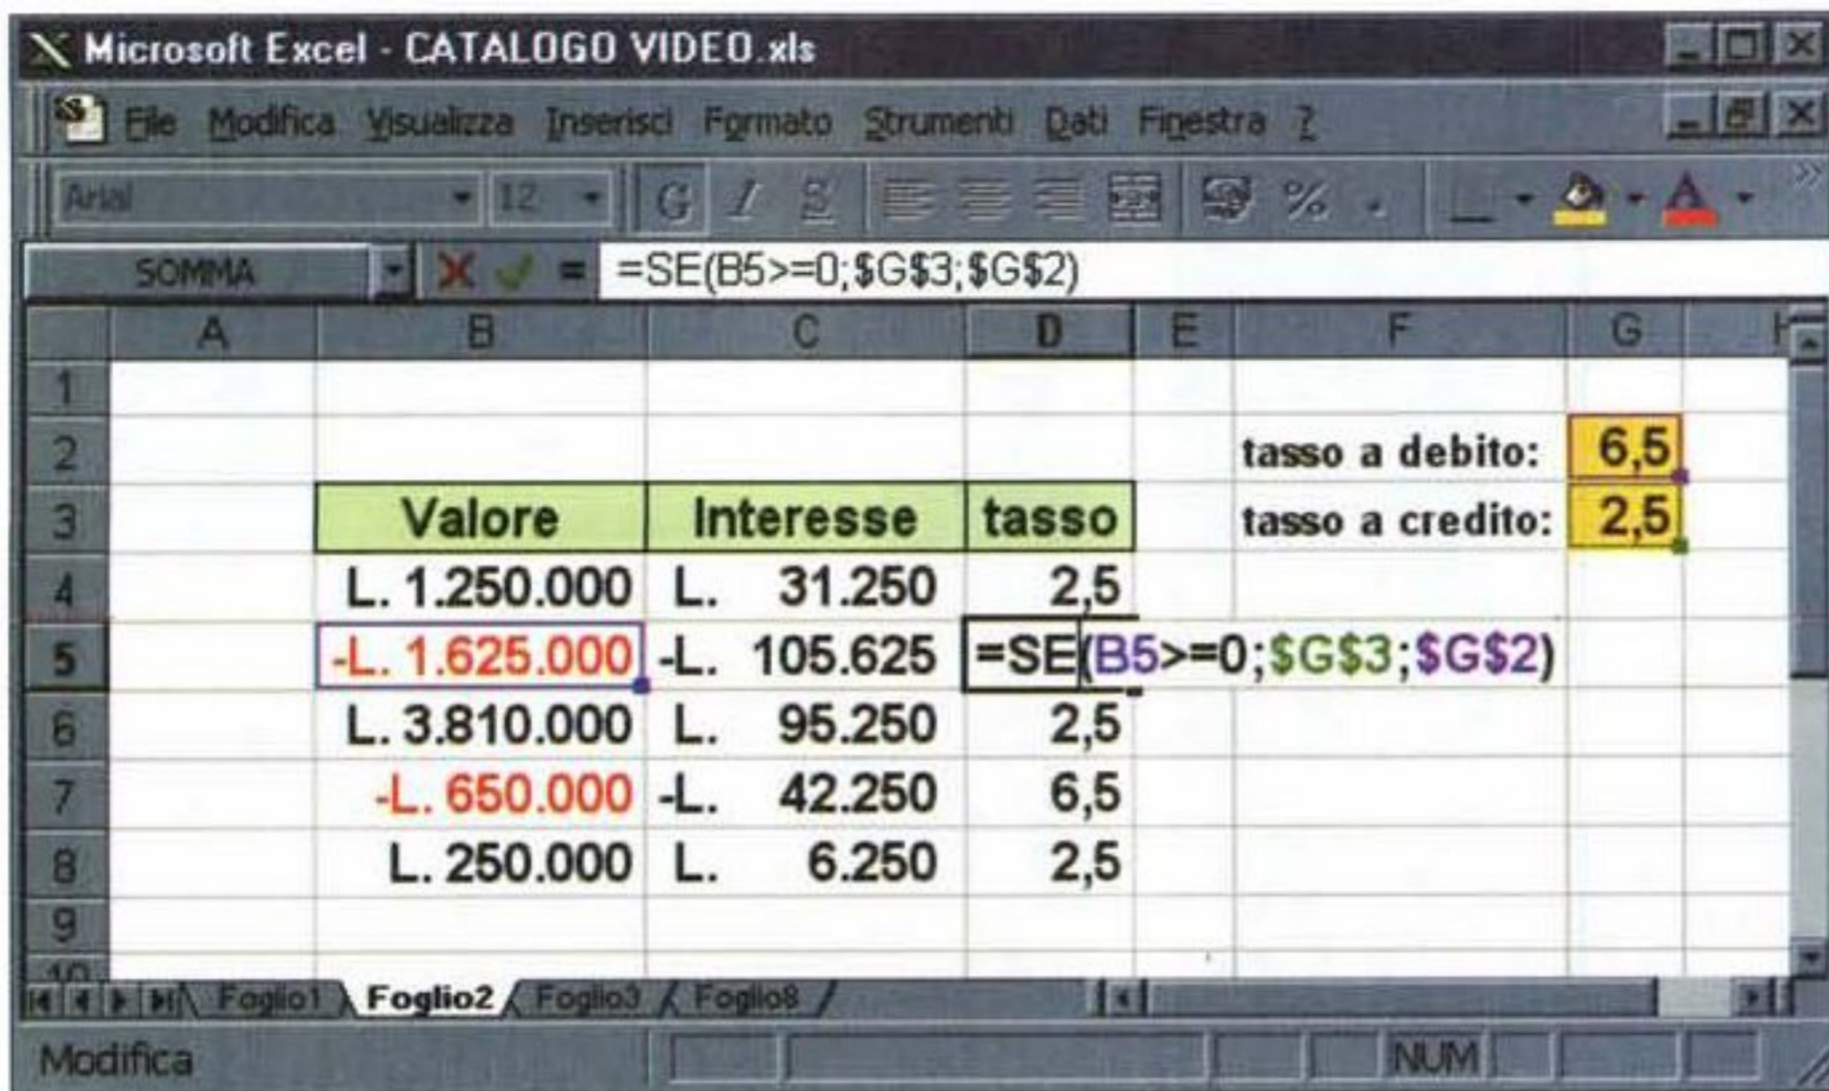 Microsoft Excel - CATALOGO VIDEO.xls
File Modifica Visualizza Inserisci Formato Strumenti Dati Finestra ?
Arial 12 G I S %
SOMMA = =SE(B5>=0;$G$3;$G$2)
A B C D E F G H
1
2 tasso a debito: 6,5
3 Valore Interesse tasso tasso a credito: 2,5
4 L. 1.250.000 L. 31.250 2,5
5 -L. 1.625.000 -L. 105.625 =SE(B5>=0;$G$3;$G$2)
6 L. 3.810.000 L. 95.250 2,5
7 -L. 650.000 -L. 42.250 6,5
8 L. 250.000 L. 6.250 2,5
9
10
Foglio1 Foglio2 Foglio3 Foglio8
Modifica NUM